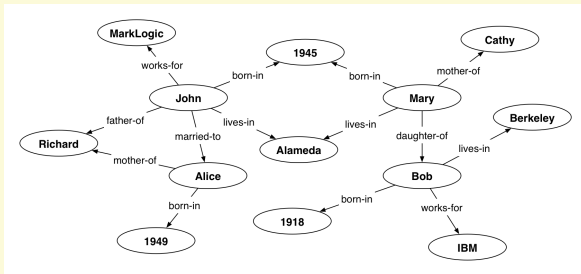 MarkLogic
Cathy
1945
works-for
mother-of
born-in
born-in
John
Mary
Berkeley
father-of
lives-in
lives-in
lives-in
married-to
daughter-of
Richard
Alameda
mother-of
Alice
Bob
born-in
born-in
works-for
1918
1949
IBM